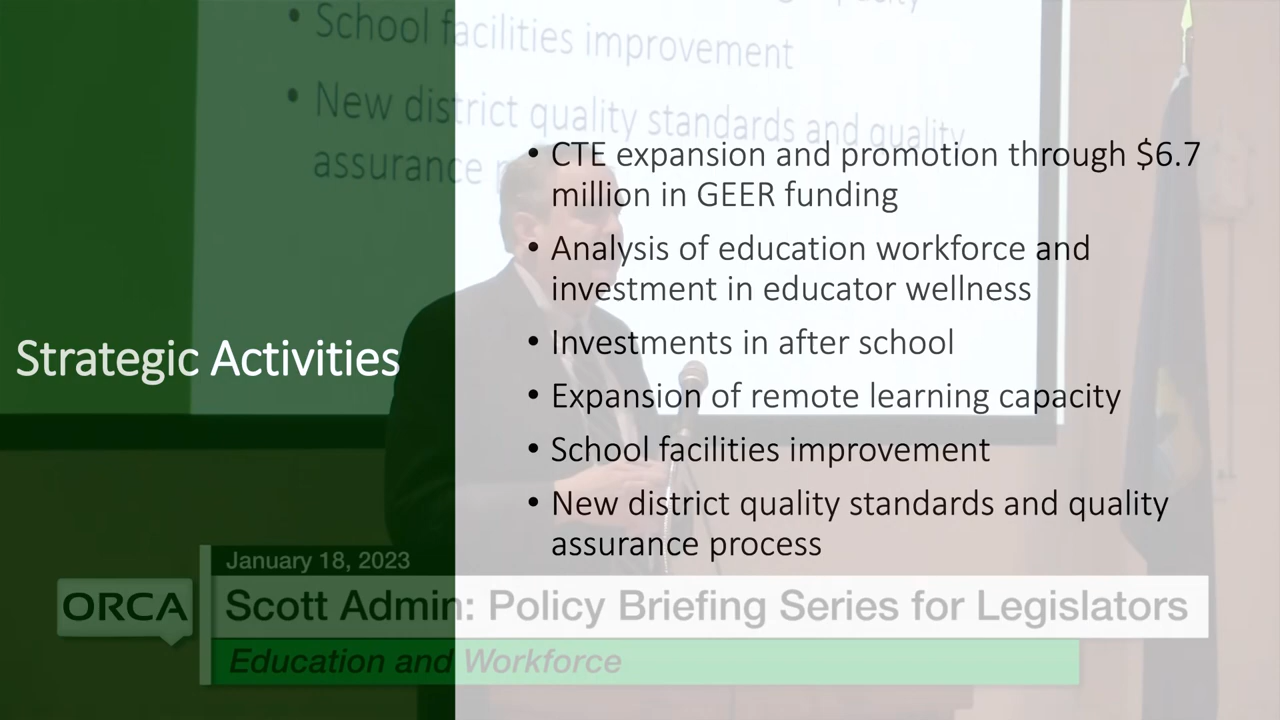 • School facilities improvement
• New district quality standards and quality
assurance
• CTE expansion and promotion through $6.7
million in GEER funding
• Analysis of education workforce and
investment in educator wellness
• Investments in after school
Strategic Activities
• Expansion of remote learning capacity
• School facilities improvement
• New district quality standards and quality
assurance process
January 18, 2023
ORCA
Scott Admin: Policy Briefing Series for Legislators
Education and Workforce